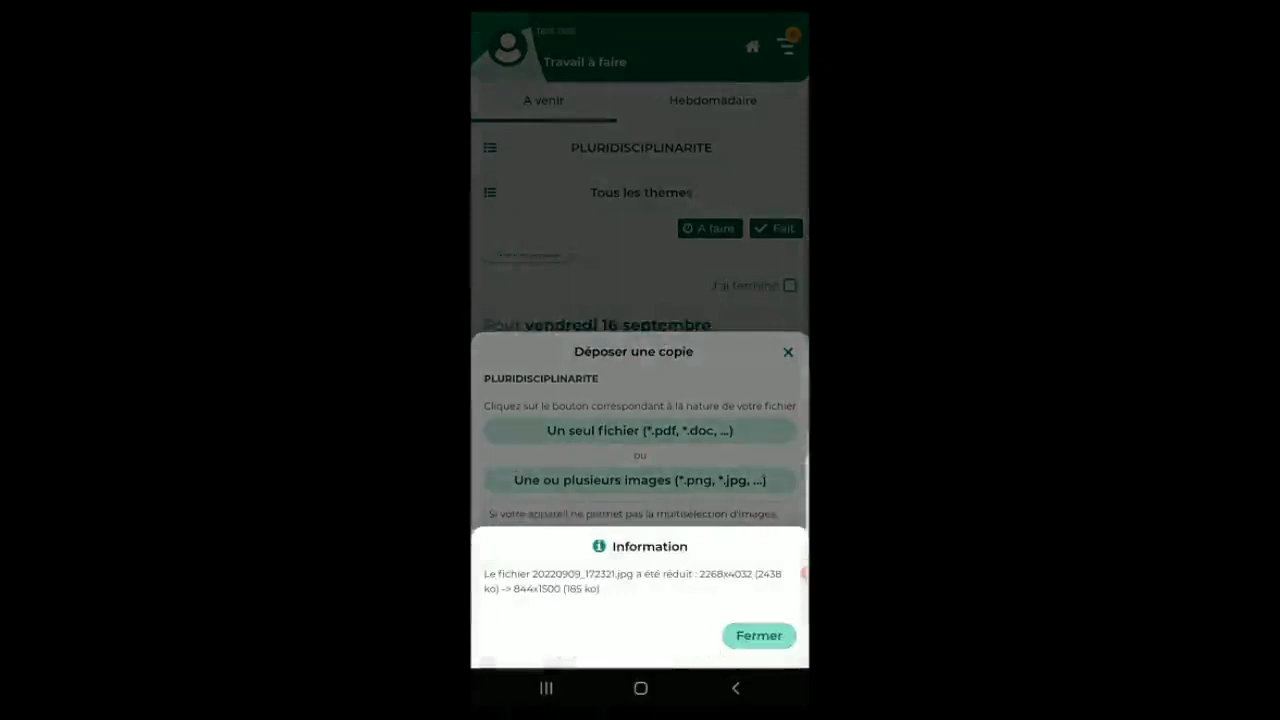 Travail à faire
A venir
Hebdomadaire
PLURIDISCIPLINARITE
Tous les thèmes
A faire
Fait
J'ai terminé
Pour vendredi 16 septembre
Déposer une copie
PLURIDISCIPLINARITE
Cliquez sur le bouton correspondant à la nature de votre fichier
Un seul fichier (*.pdf, *.doc, ...)
ou
Une ou plusieurs images (*.png, *.jpg, ...)
Si votre appareil ne permet pas la multisélection d'images,
Information
Le fichier 20220909_172321.jpg a été réduit : 2268x4032 (2438
ko) -> 844x1500 (185 ko)
Fermer